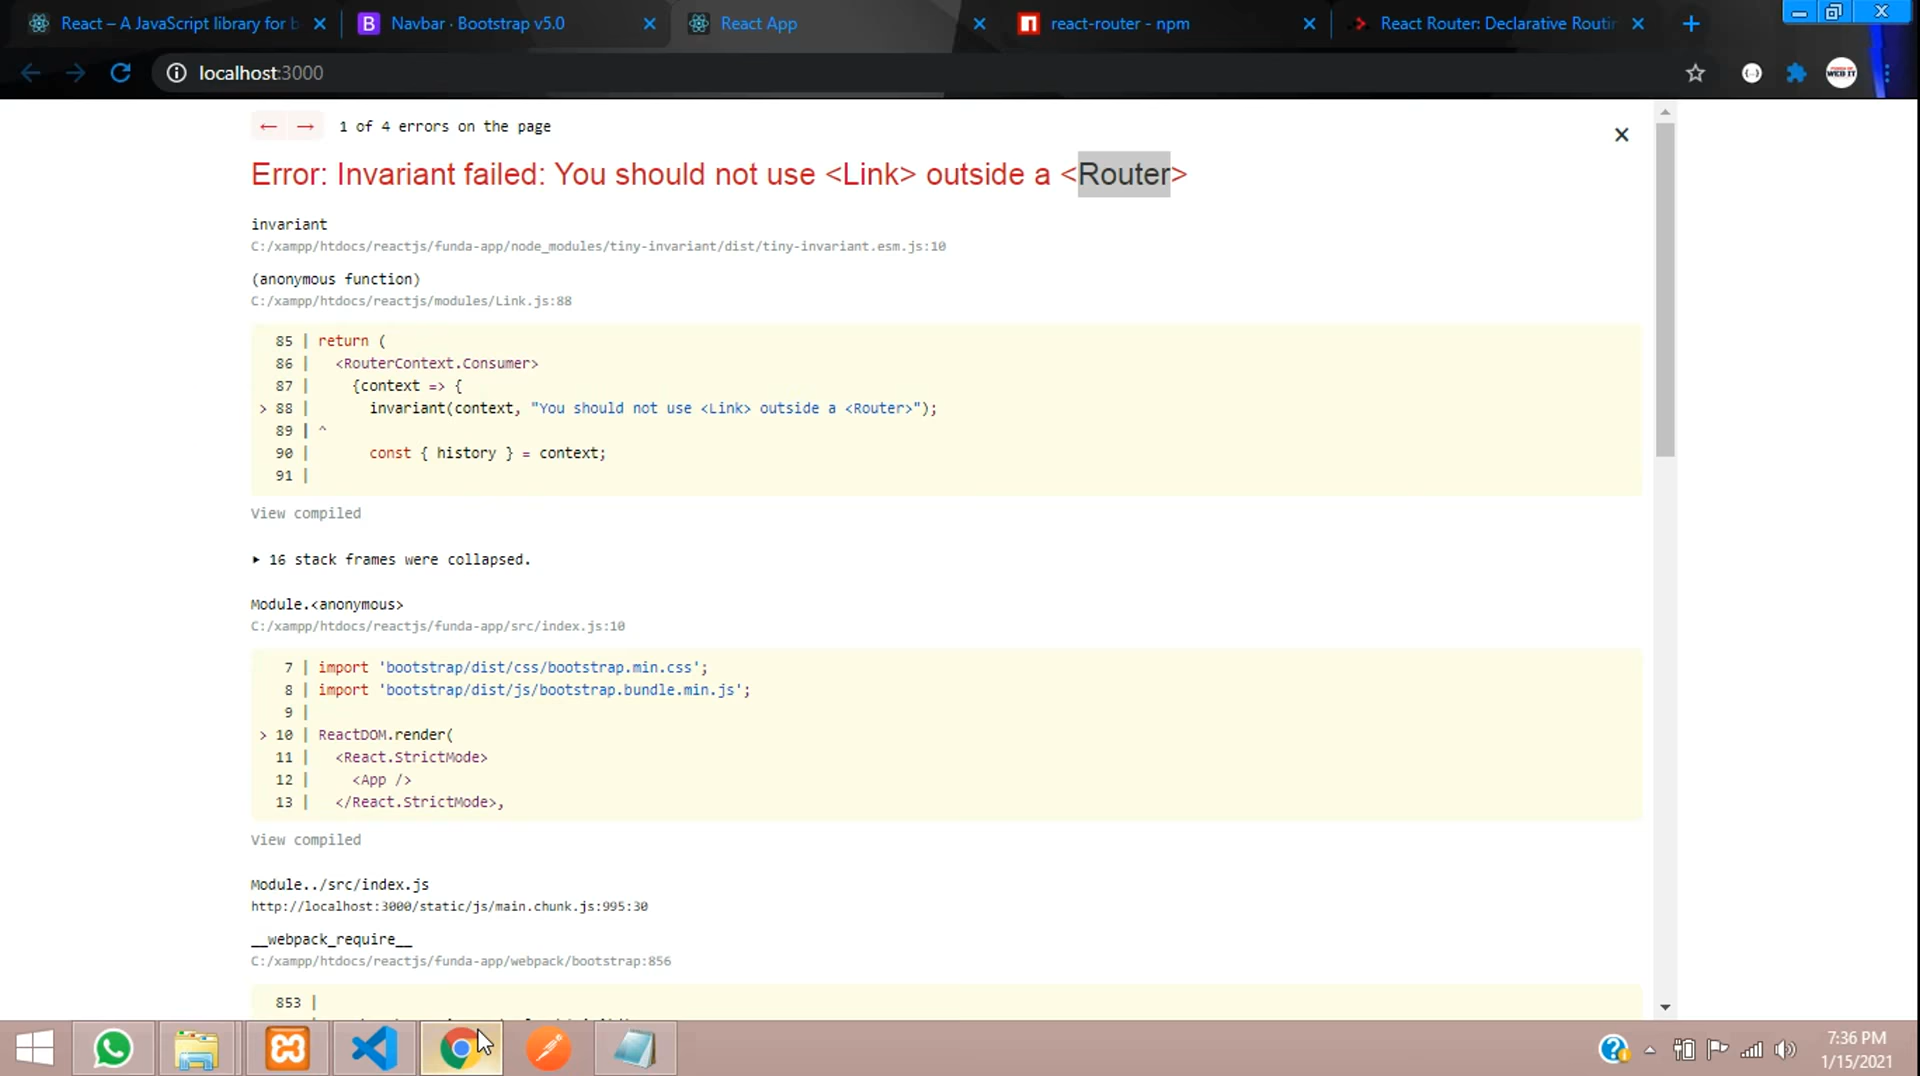 React – A JavaScript library for b
Navbar · Bootstrap v5.0
React App
react-router - npm
React Router: Declarative Routin
localhost:3000
WEB IT
← → 1 of 4 errors on the page
Error: Invariant failed: You should not use <Link> outside a <Router>
invariant
C:/xampp/htdocs/reactjs/funda-app/node_modules/tiny-invariant/dist/tiny-invariant.esm.js:10
(anonymous function)
C:/xampp/htdocs/reactjs/modules/Link.js:88
85 | return (
86 | <RouterContext.Consumer>
87 | {context => {
> 88 | invariant(context, "You should not use <Link> outside a <Router>");
89 | ^
90 | const { history } = context;
91 |
View compiled
▸ 16 stack frames were collapsed.
Module.<anonymous>
C:/xampp/htdocs/reactjs/funda-app/src/index.js:10
7 | import 'bootstrap/dist/css/bootstrap.min.css';
8 | import 'bootstrap/dist/js/bootstrap.bundle.min.js';
9 |
> 10 | ReactDOM.render(
11 | <React.StrictMode>
12 | <App />
13 | </React.StrictMode>,
View compiled
Module../src/index.js
http://localhost:3000/static/js/main.chunk.js:995:30
__webpack_require__
C:/xampp/htdocs/reactjs/funda-app/webpack/bootstrap:856
853 |
7:36 PM
1/15/2021